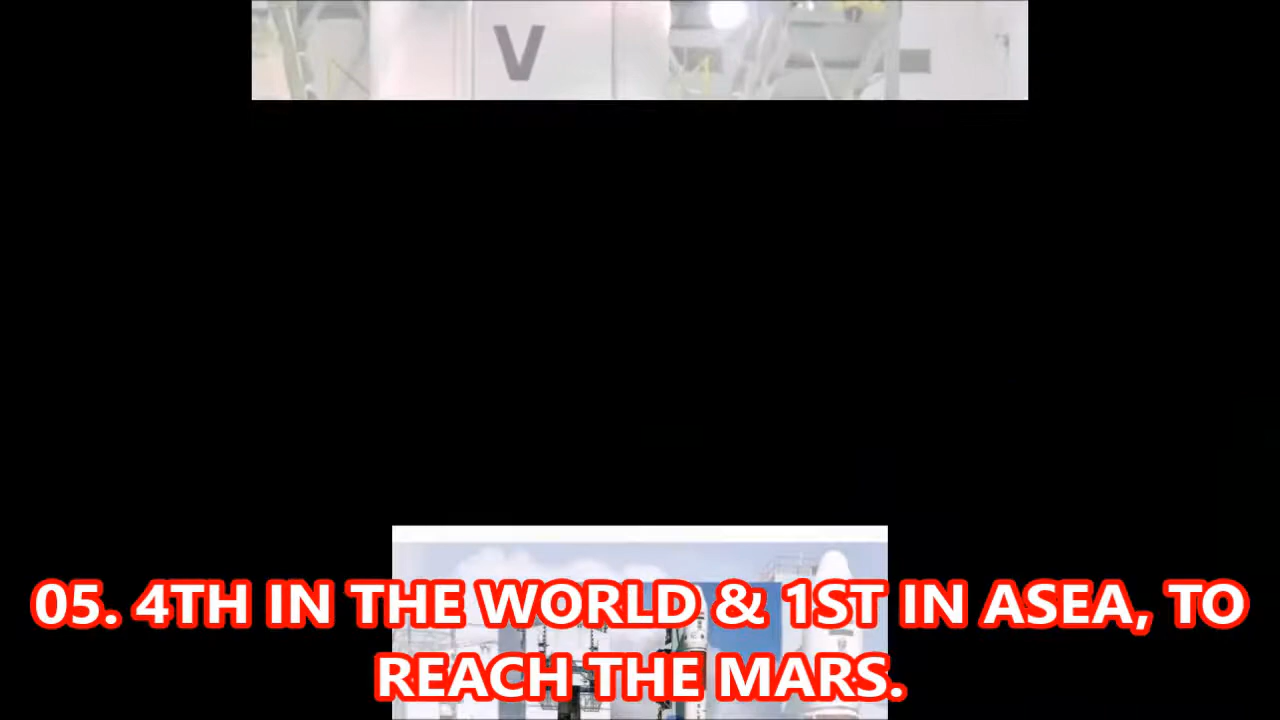 V
05. 4TH IN THE WORLD & 1ST IN ASEA, TO
REACH THE MARS.